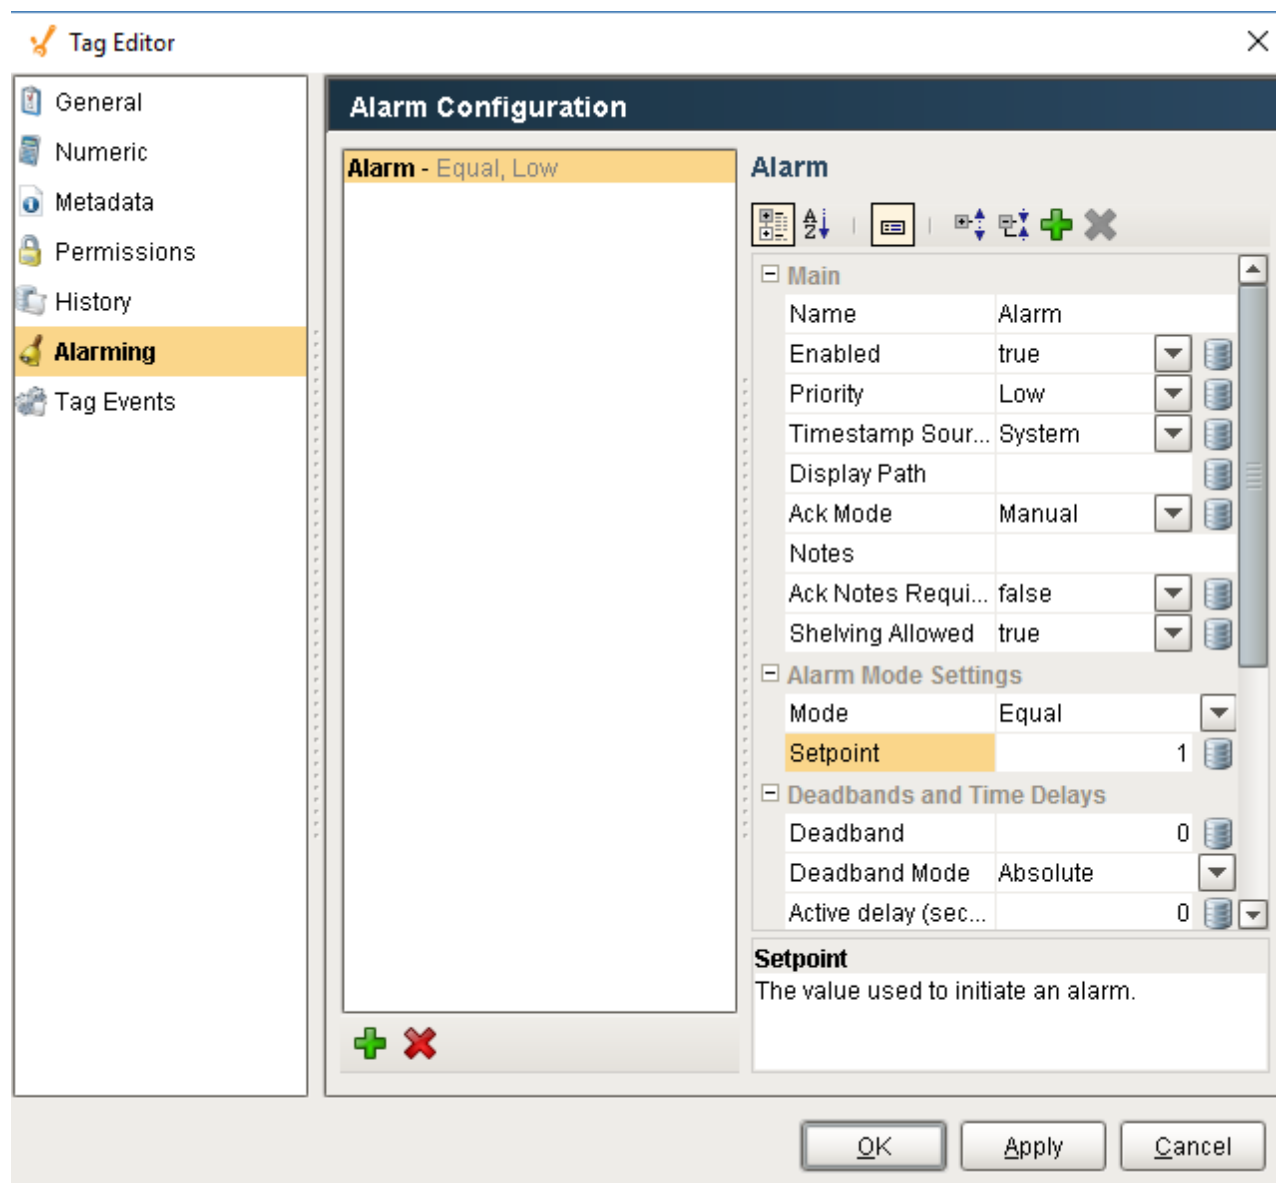 Tag Editor
General
Numeric
Metadata
Permissions
History
Alarming
Tag Events
Alarm Configuration
Alarm - Equal, Low
Alarm
Main
Name Alarm
Enabled true
Priority Low
Timestamp Sour... System
Display Path
Ack Mode Manual
Notes
Ack Notes Requi... false
Shelving Allowed true
Alarm Mode Settings
Mode Equal
Setpoint 1
Deadbands and Time Delays
Deadband 0
Deadband Mode Absolute
Active delay (sec... 0
Setpoint
The value used to initiate an alarm.
OK Apply Cancel